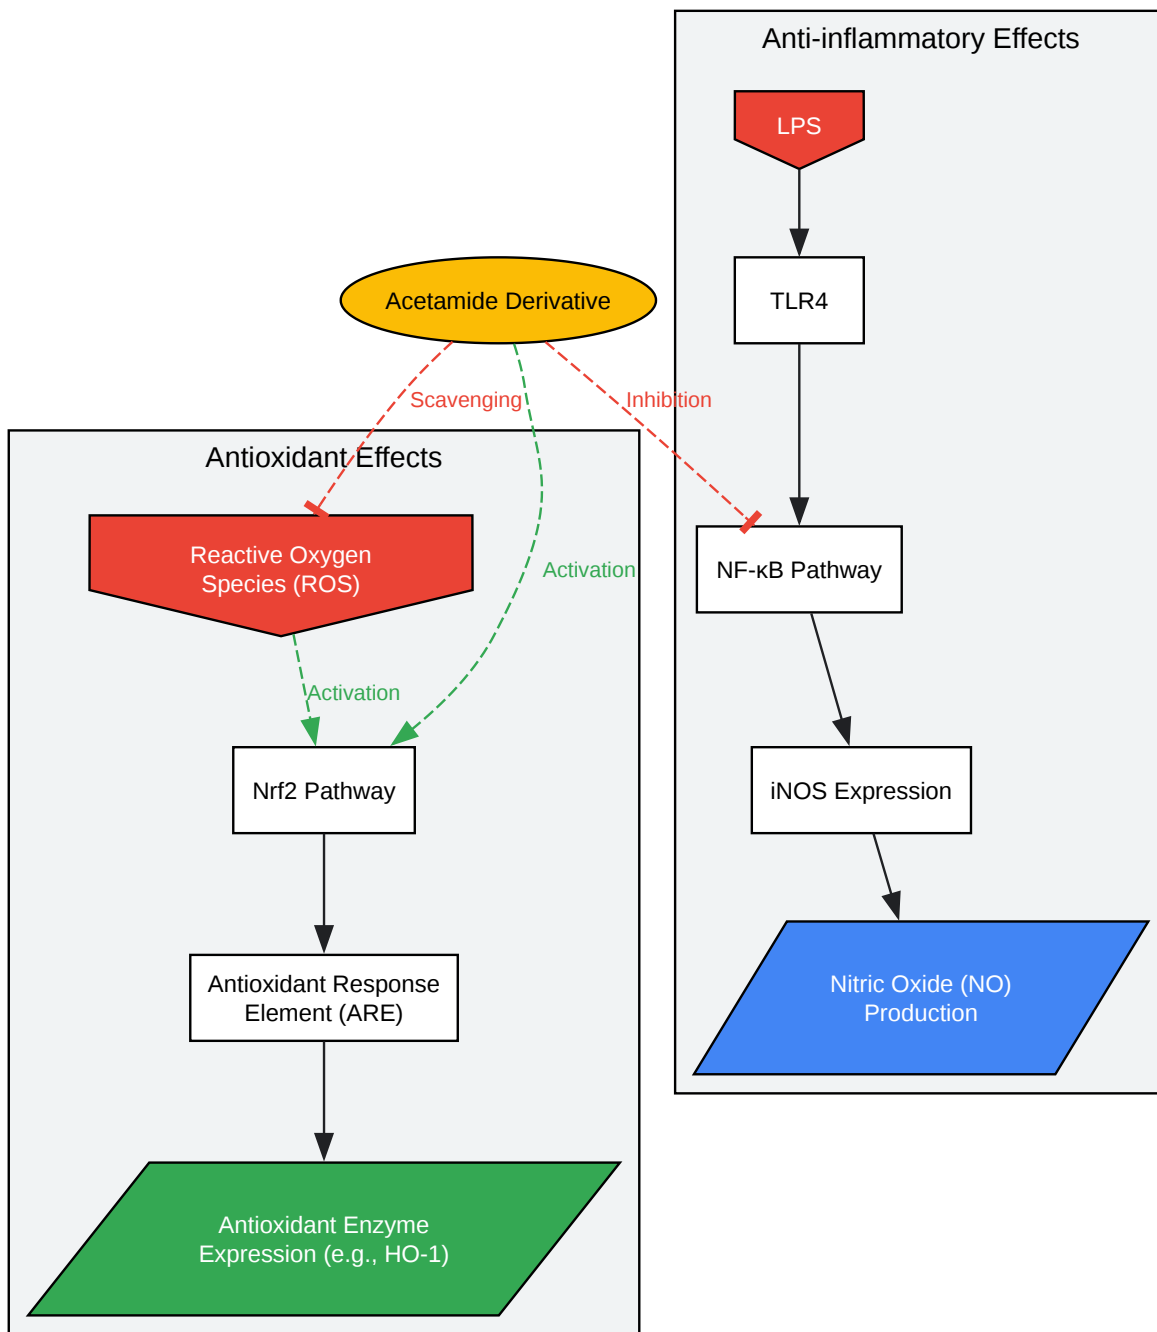 Anti-inflammatory Effects
LPS
TLR4
Acetamide Derivative
Scavenging
Inhibition
Antioxidant Effects
Reactive Oxygen
Species (ROS)
NF-κB Pathway
Activation
Activation
Nrf2 Pathway
iNOS Expression
Antioxidant Response
Element (ARE)
Nitric Oxide (NO)
Production
Antioxidant Enzyme
Expression (e.g., HO-1)